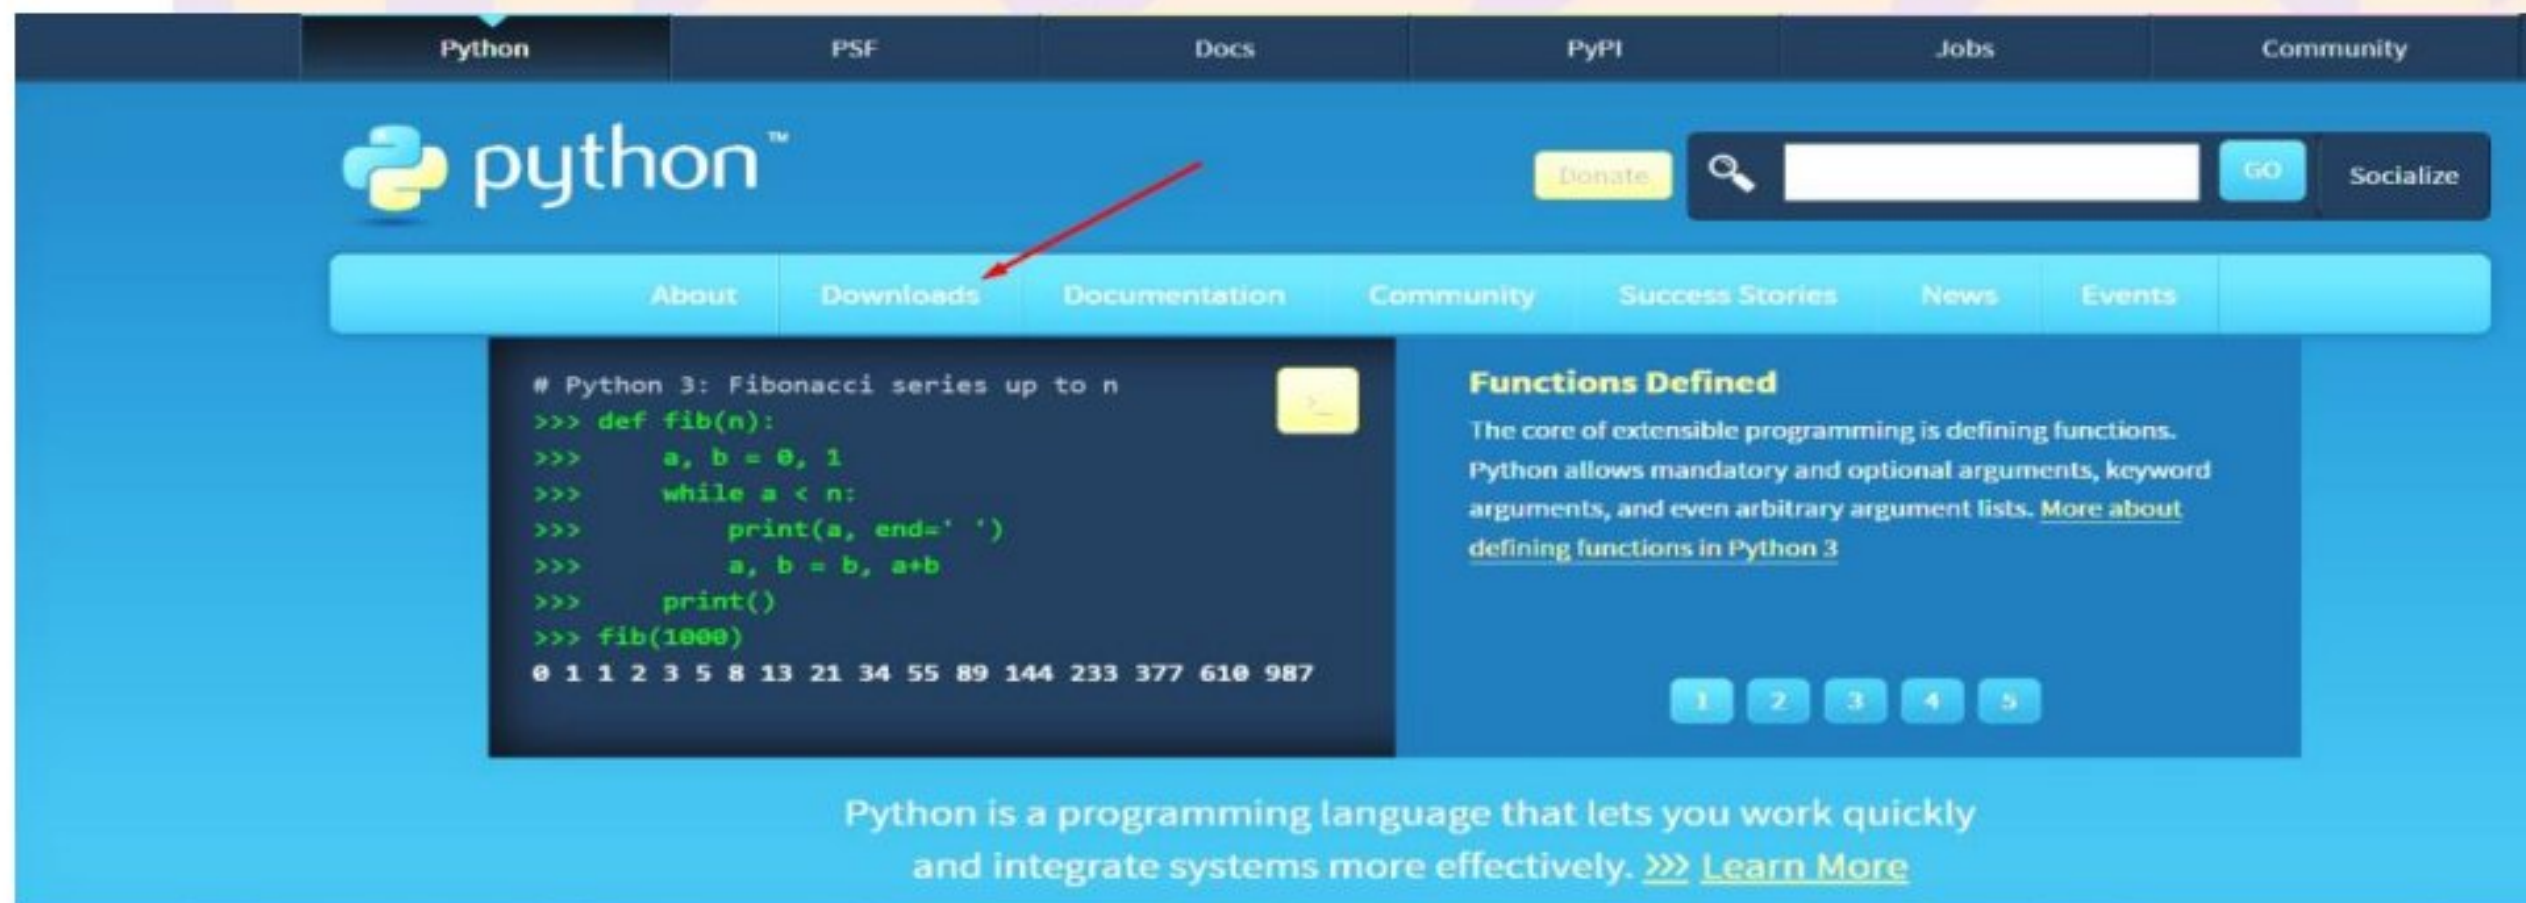 Python PSF Docs PyPI Jobs Community
python™
Donate GO Socialize
About Downloads Documentation Community Success Stories News Events
# Python 3: Fibonacci series up to n
>>> def fib(n):
>>>     a, b = 0, 1
>>>     while a < n:
>>>         print(a, end=' ')
>>>         a, b = b, a+b
>>>     print()
>>> fib(1000)
0 1 1 2 3 5 8 13 21 34 55 89 144 233 377 610 987
>_
Functions Defined
The core of extensible programming is defining functions.
Python allows mandatory and optional arguments, keyword
arguments, and even arbitrary argument lists. More about
defining functions in Python 3
1 2 3 4 5
Python is a programming language that lets you work quickly
and integrate systems more effectively. >>> Learn More